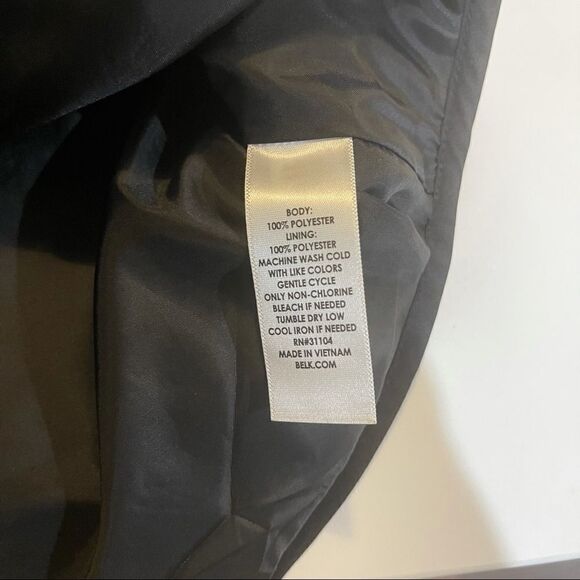 BODY:
100% POLYESTER
LINING:
100% POLYESTER
MACHINE WASH COLD
WITH LIKE COLORS
GENTLE CYCLE
ONLY NON-CHLORINE
BLEACH IF NEEDED
TUMBLE DRY LOW
COOL IRON IF NEEDED
RN#31104
MADE IN VIETNAM
BELK.COM